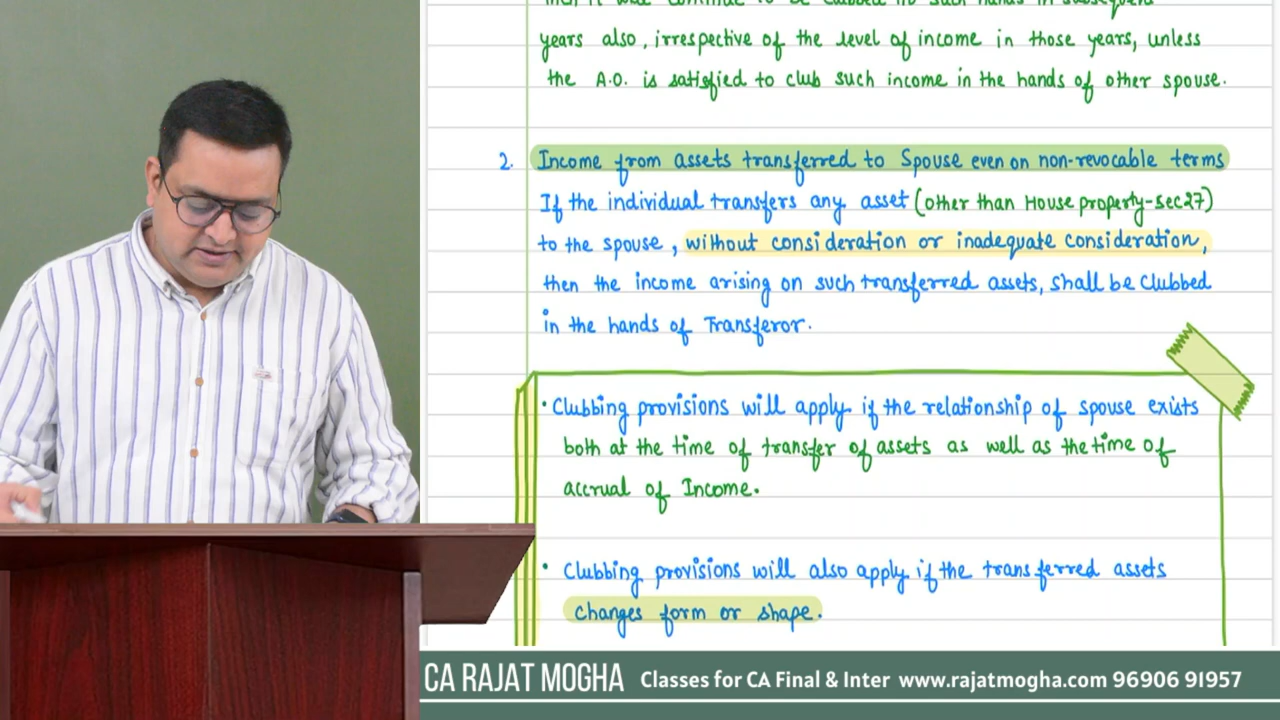 years also, irrespective of the level of income in those years, unless
the A.O. is satisfied to club such income in the hands of other spouse.
2. Income from assets transferred to Spouse even on non-revocable terms
If the individual transfers any asset (other than House property-sec27)
to the spouse, without consideration or inadequate consideration,
then the income arising on such transferred assets, shall be clubbed
in the hands of Transferor.
• Clubbing provisions will apply if the relationship of spouse exists
both at the time of transfer of assets as well as the time of
accrual of Income.
• Clubbing provisions will also apply if the transferred assets
changes form or shape.
CA RAJAT MOGHA Classes for CA Final & Inter www.rajatmogha.com 96906 91957